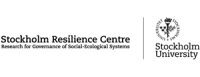 Stockholm Resilience Centre
Research for Governance of Social-Ecological Systems
Stockholm
University